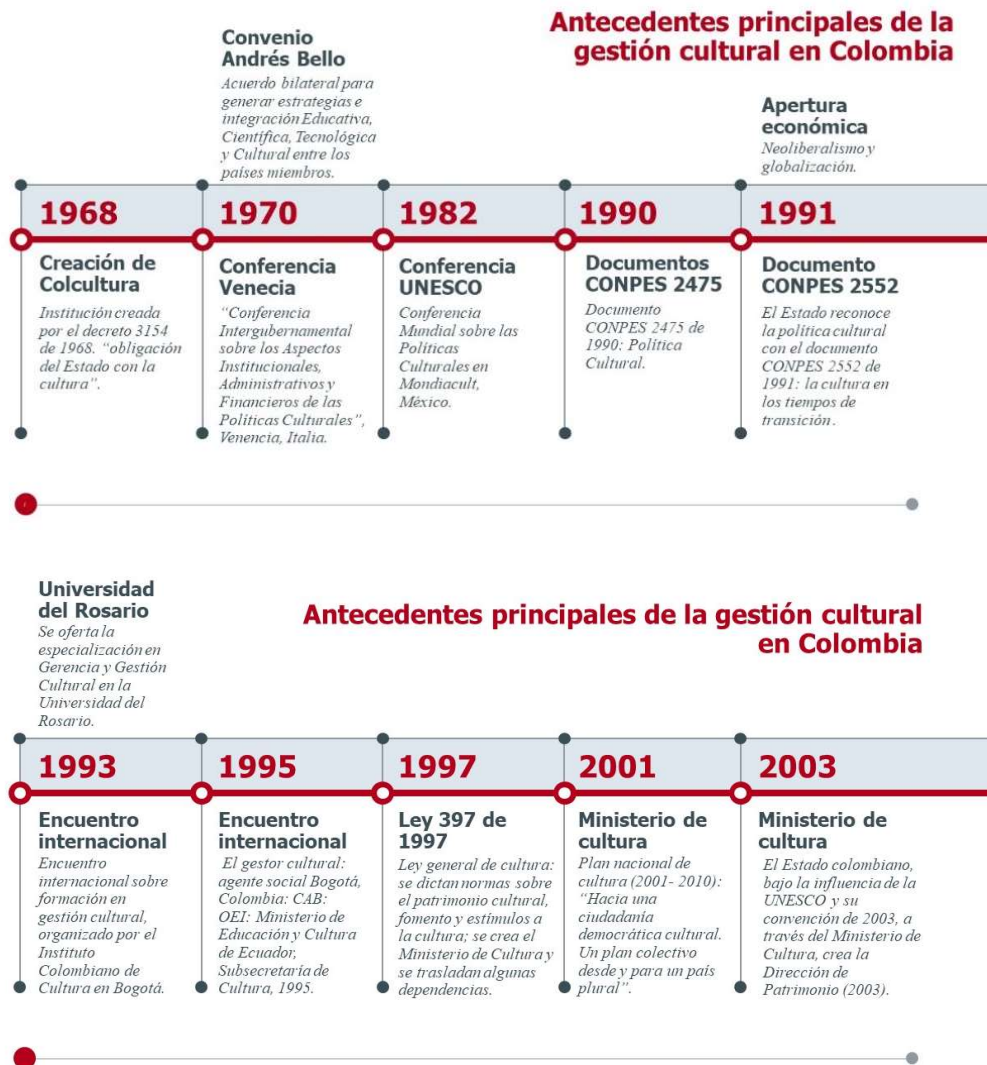 Antecedentes principales de la
gestión cultural en Colombia
Convenio
Andrés Bello
Acuerdo bilateral para
generar estrategias e
integración Educativa,
Científica, Tecnológica
y Cultural entre los
países miembros.
Apertura
económica
Neoliberalismo y
globalización.
1968
1970
1982
1990
1991
Creación de
Colcultura
Institución creada
por el decreto 3154
de 1968. “obligación
del Estado con la
cultura”.
Conferencia
Venecia
“Conferencia
Intergubernamental
sobre los Aspectos
Institucionales,
Administrativos y
Financieros de las
Políticas Culturales”,
Venencia, Italia.
Conferencia
UNESCO
Conferencia
Mundial sobre las
Políticas
Culturales en
Mondiacult,
México.
Documentos
CONPES 2475
Documento
CONPES 2475 de
1990: Política
Cultural.
Documento
CONPES 2552
El Estado reconoce
la política cultural
con el documento
CONPES 2552 de
1991: la cultura en
los tiempos de
transición.
Universidad
del Rosario
Se oferta la
especialización en
Gerencia y Gestión
Cultural en la
Universidad del
Rosario.
Antecedentes principales de la gestión cultural
en Colombia
1993
1995
1997
2001
2003
Encuentro
internacional
Encuentro
internacional sobre
formación en
gestión cultural,
organizado por el
Instituto
Colombiano de
Cultura en Bogotá.
Encuentro
internacional
El gestor cultural:
agente social Bogotá,
Colombia: CAB:
OEI: Ministerio de
Educación y Cultura
de Ecuador,
Subsecretaría de
Cultura, 1995.
Ley 397 de
1997
Ley general de cultura:
se dictan normas sobre
el patrimonio cultural,
fomento y estímulos a
la cultura; se crea el
Ministerio de Cultura y
se trasladan algunas
dependencias.
Ministerio de
cultura
Plan nacional de
cultura (2001- 2010):
“Hacia una
ciudadanía
democrática cultural.
Un plan colectivo
desde y para un país
plural”.
Ministerio de
cultura
El Estado colombiano,
bajo la influencia de la
UNESCO y su
convención de 2003, a
través del Ministerio de
Cultura, crea la
Dirección de
Patrimonio (2003).